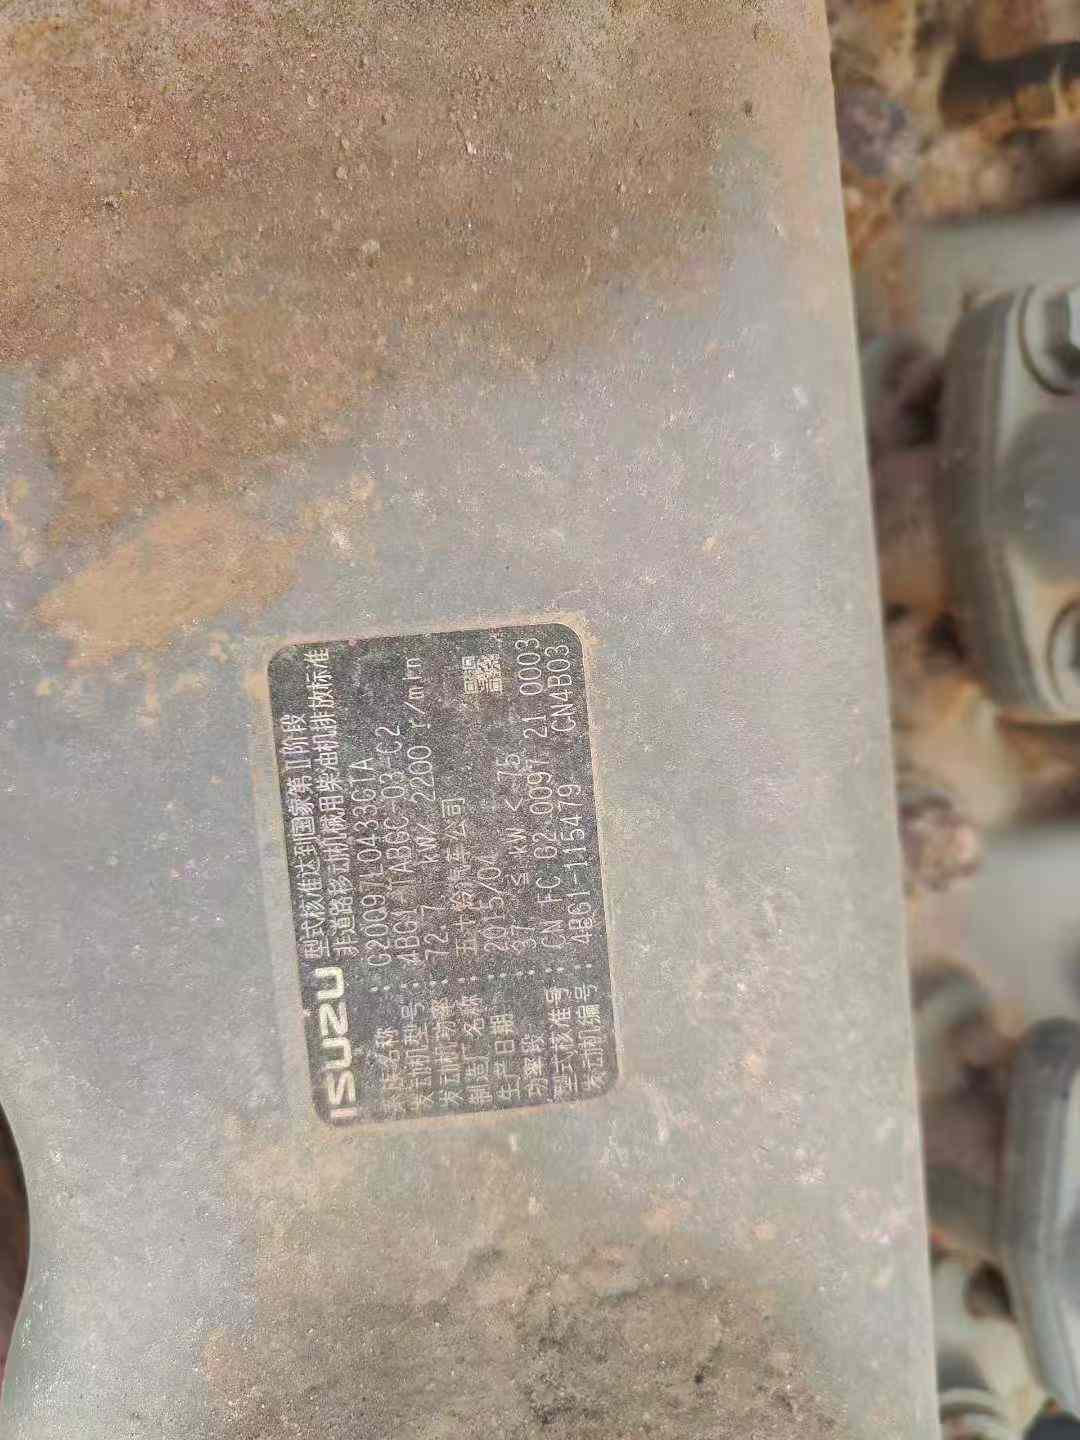 ISUZU
型式核准达到国家第Ⅱ阶段
非道路移动机械用柴油机排放标准
系族名称 : G20097L0433G1A
发动机型号: 4BG1 TABGC-03-C2
发动机功率: 72.7 kW/ 2200 r/min
制造厂名称: 五十铃汽车公司
生产日期 : 2015/04
功率段 : 37 ≤ kW < 75
型式核准号: CN FC G2 0097 21 0003
发动机编号: 4BG1-115479 CN4B03